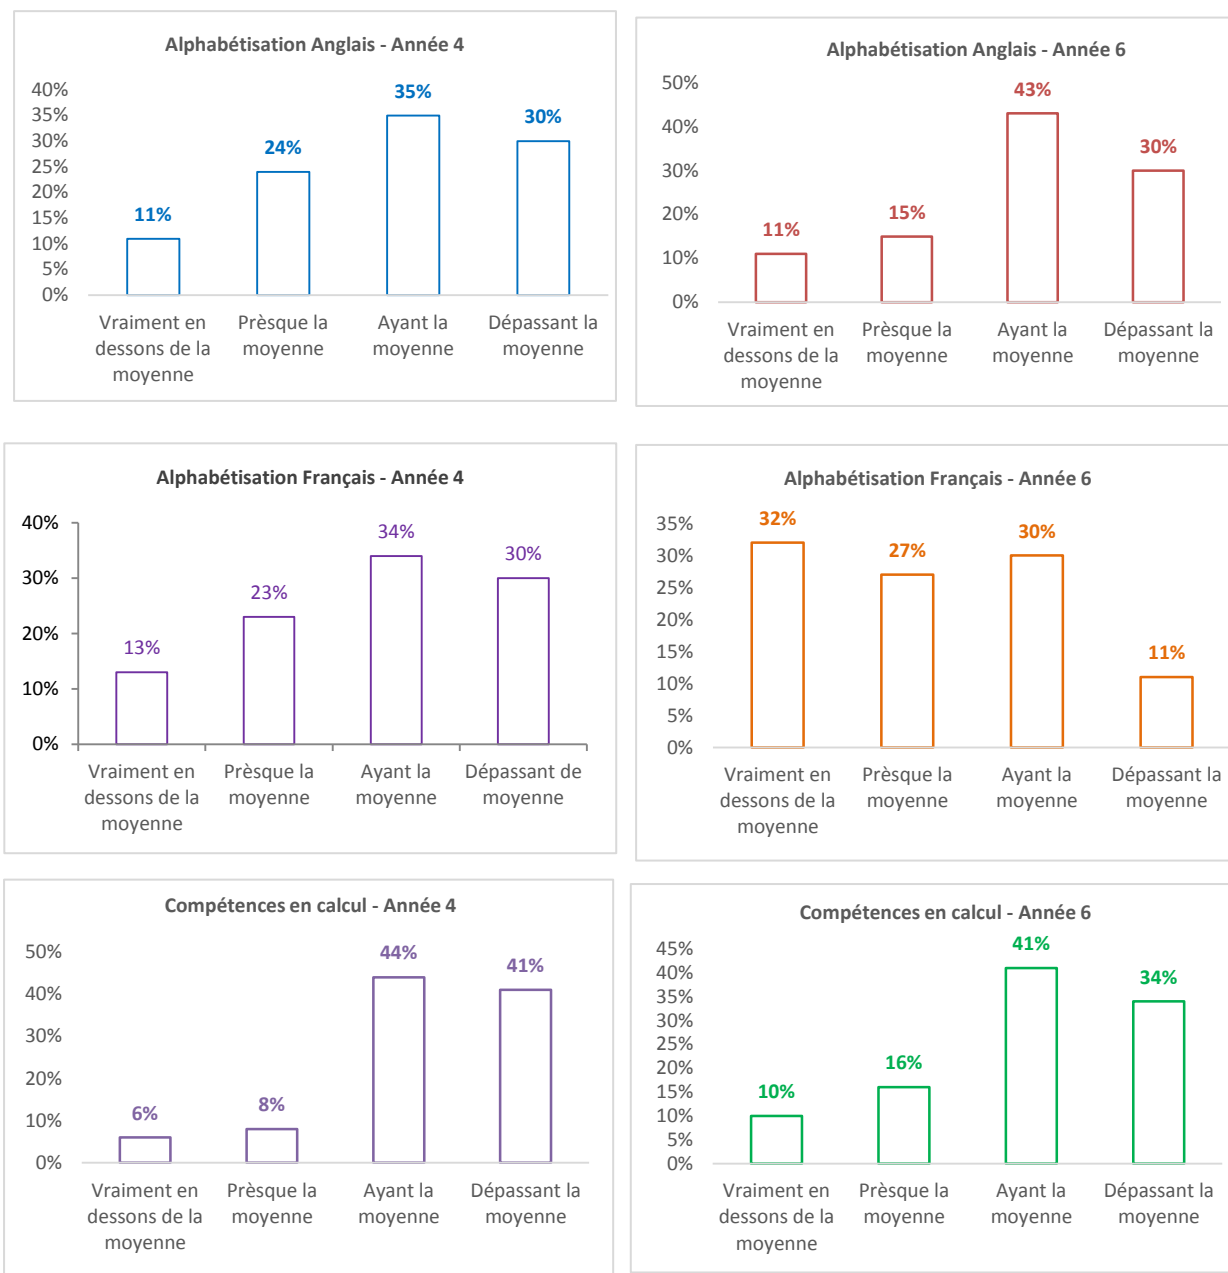 Alphabétisation Anglais - Année 4
40%
35%
30%
25%
20%
15%
10%
5%
0%
11%
24%
35%
30%
Vraiment en
dessons de la
moyenne
Prèsque la
moyenne
Ayant la
moyenne
Dépassant la
moyenne
Alphabétisation Anglais - Année 6
50%
40%
30%
20%
10%
0%
11%
15%
43%
30%
Vraiment en
dessons de la
moyenne
Prèsque la
moyenne
Ayant la
moyenne
Dépassant la
moyenne
Alphabétisation Français - Année 4
40%
30%
20%
10%
0%
13%
23%
34%
30%
Vraiment en
dessons de la
moyenne
Prèsque la
moyenne
Ayant la
moyenne
Dépassant de
moyenne
Alphabétisation Français - Année 6
35%
30%
25%
20%
15%
10%
5%
0%
32%
27%
30%
11%
Vraiment en
dessons de la
moyenne
Prèsque la
moyenne
Ayant la
moyenne
Dépassant la
moyenne
Compétences en calcul - Année 4
50%
40%
30%
20%
10%
0%
6%
8%
44%
41%
Vraiment en
dessons de la
moyenne
Prèsque la
moyenne
Ayant la
moyenne
Dépassant la
moyenne
Compétences en calcul - Année 6
45%
40%
35%
30%
25%
20%
15%
10%
5%
0%
10%
16%
41%
34%
Vraiment en
dessons de la
moyenne
Prèsque la
moyenne
Ayant la
moyenne
Dépassant la
moyenne